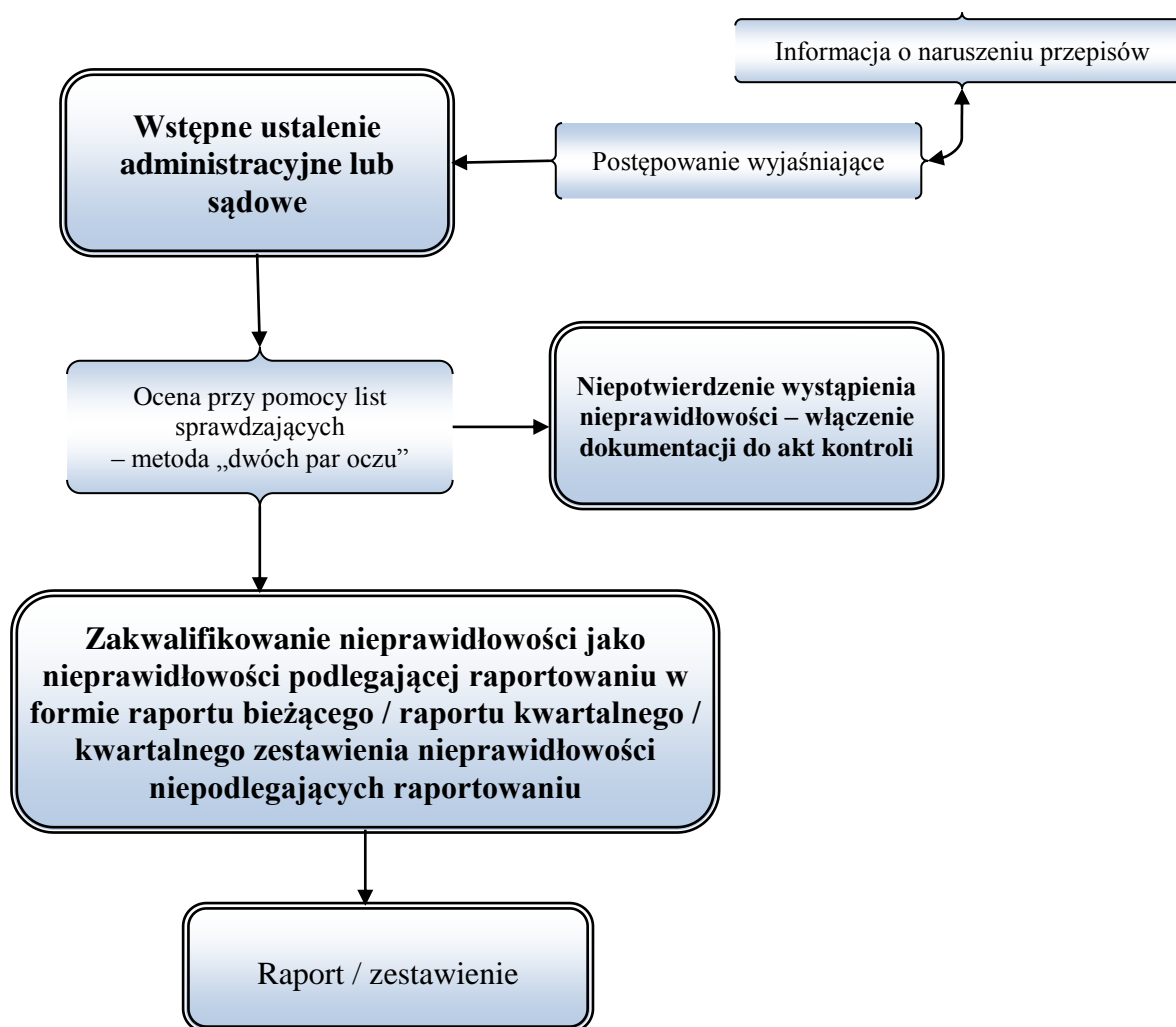 Informacja o naruszeniu przepisów
Wstępne ustalenie
administracyjne lub
sądowe
Postępowanie wyjaśniające
Ocena przy pomocy list
sprawdzających
– metoda „dwóch par oczu”
Niepotwierdzenie wystąpienia
nieprawidłowości – włączenie
dokumentacji do akt kontroli
Zakwalifikowanie nieprawidłowości jako
nieprawidłowości podlegającej raportowaniu w
formie raportu bieżącego / raportu kwartalnego /
kwartalnego zestawienia nieprawidłowości
niepodlegających raportowaniu
Raport / zestawienie